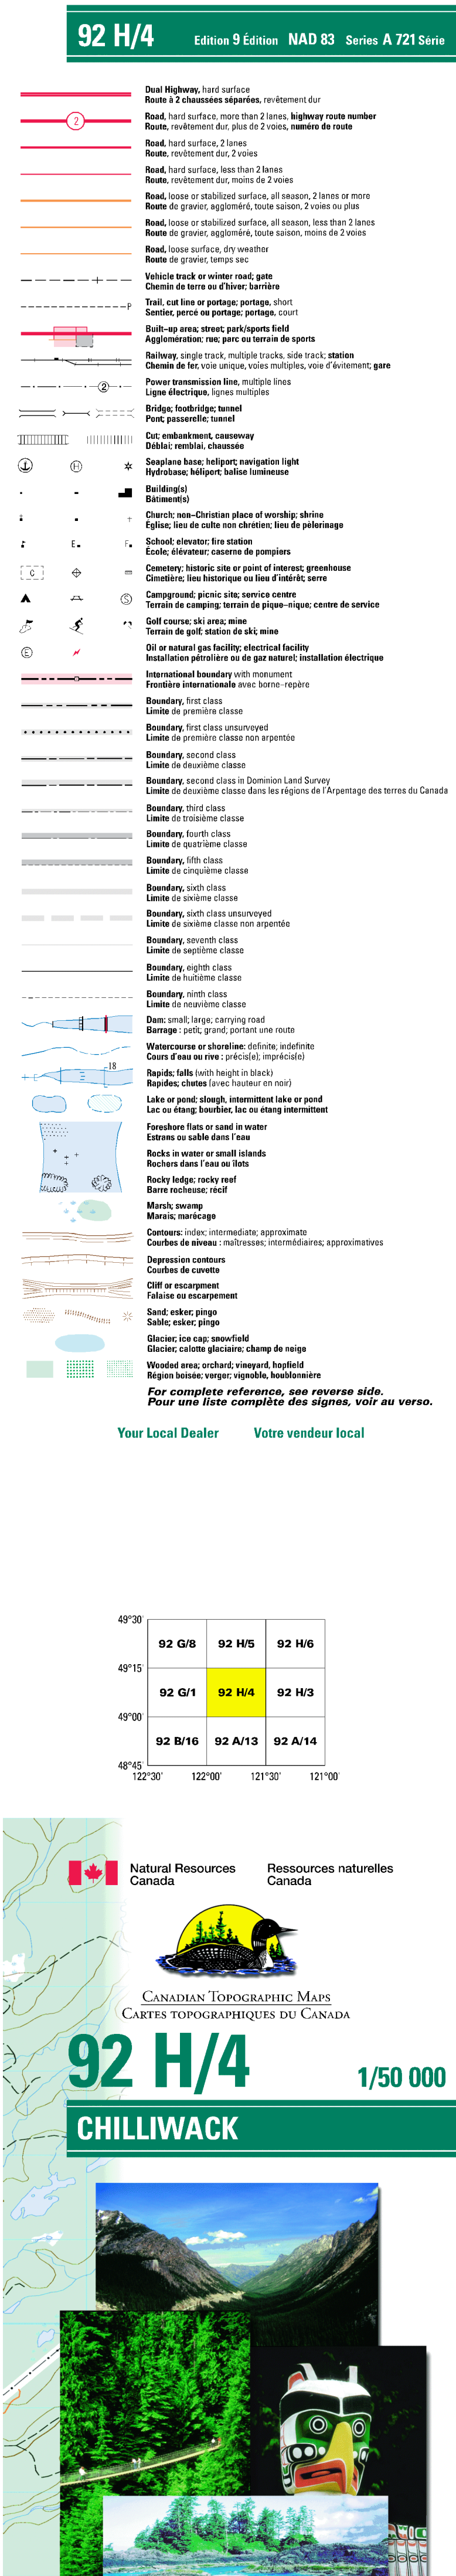 92 H/4 Edition 9 Édition NAD 83 Series A 721 Série
Dual Highway, hard surface
Route à 2 chaussées séparées, revêtement dur
2
Road, hard surface, more than 2 lanes, highway route number
Route, revêtement dur, plus de 2 voies, numéro de route
Road, hard surface, 2 lanes
Route, revêtement dur, 2 voies
Road, hard surface, less than 2 lanes
Route, revêtement dur, moins de 2 voies
Road, loose or stabilized surface, all season, 2 lanes or more
Route de gravier, aggloméré, toute saison, 2 voies ou plus
Road, loose or stabilized surface, all season, less than 2 lanes
Route de gravier, aggloméré, toute saison, moins de 2 voies
Road, loose surface, dry weather
Route de gravier, temps sec
Vehicle track or winter road; gate
Chemin de terre ou d'hiver; barrière
P
Trail, cut line or portage; portage, short
Sentier, percé ou portage; portage, court
Built-up area; street; park/sports field
Agglomération; rue; parc ou terrain de sports
Railway, single track, multiple tracks, side track; station
Chemin de fer, voie unique, voies multiples, voie d'évitement; gare
2
Power transmission line, multiple lines
Ligne électrique, lignes multiples
Bridge; footbridge; tunnel
Pont; passerelle; tunnel
Cut; embankment, causeway
Déblai; remblai, chaussée
H
Seaplane base; heliport; navigation light
Hydrobase; héliport; balise lumineuse
Building(s)
Bâtiment(s)
Church; non-Christian place of worship; shrine
Église; lieu de culte non chrétien; lieu de pèlerinage
E F
School; elevator; fire station
École; élévateur; caserne de pompiers
C
Cemetery; historic site or point of interest; greenhouse
Cimetière; lieu historique ou lieu d'intérêt; serre
S
Campground; picnic site; service centre
Terrain de camping; terrain de pique-nique; centre de service
Golf course; ski area; mine
Terrain de golf; station de ski; mine
E
Oil or natural gas facility; electrical facility
Installation pétrolière ou de gaz naturel; installation électrique
International boundary with monument
Frontière internationale avec borne-repère
Boundary, first class
Limite de première classe
Boundary, first class unsurveyed
Limite de première classe non arpentée
Boundary, second class
Limite de deuxième classe
Boundary, second class in Dominion Land Survey
Limite de deuxième classe dans les régions de l'Arpentage des terres du Canada
Boundary, third class
Limite de troisième classe
Boundary, fourth class
Limite de quatrième classe
Boundary, fifth class
Limite de cinquième classe
Boundary, sixth class
Limite de sixième classe
Boundary, sixth class unsurveyed
Limite de sixième classe non arpentée
Boundary, seventh class
Limite de septième classe
Boundary, eighth class
Limite de huitième classe
Boundary, ninth class
Limite de neuvième classe
Dam: small; large; carrying road
Barrage : petit; grand; portant une route
Watercourse or shoreline: definite; indefinite
Cours d'eau ou rive : précis(e); imprécis(e)
18
Rapids; falls (with height in black)
Rapides; chutes (avec hauteur en noir)
Lake or pond; slough, intermittent lake or pond
Lac ou étang; bourbier, lac ou étang intermittent
Foreshore flats or sand in water
Estrans ou sable dans l'eau
Rocks in water or small islands
Rochers dans l'eau ou îlots
Rocky ledge; rocky reef
Barre rocheuse; récif
Marsh; swamp
Marais; marécage
Contours: index; intermediate; approximate
Courbes de niveau : maîtresses; intermédiaires; approximatives
Depression contours
Courbes de cuvette
Cliff or escarpment
Falaise ou escarpement
Sand; esker; pingo
Sable; esker; pingo
Glacier; ice cap; snowfield
Glacier; calotte glaciaire; champ de neige
Wooded area; orchard; vineyard, hopfield
Région boisée; verger; vignoble, houblonnière
For complete reference, see reverse side.
Pour une liste complète des signes, voir au verso.
Your Local Dealer Votre vendeur local
49°30'
92 G/8 92 H/5 92 H/6
49°15'
92 G/1 92 H/4 92 H/3
49°00'
92 B/16 92 A/13 92 A/14
48°45'
122°30' 122°00' 121°30' 121°00'
Natural Resources Ressources naturelles
Canada Canada
CANADIAN TOPOGRAPHIC MAPS
CARTES TOPOGRAPHIQUES DU CANADA
92 H/4 1/50 000
CHILLIWACK